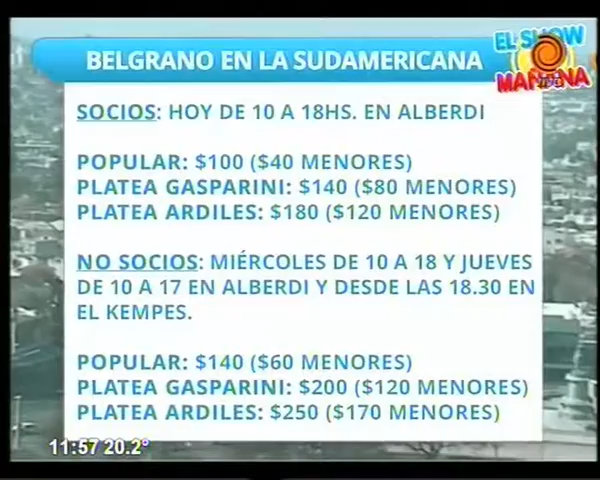 BELGRANO EN LA SUDAMERICANA
EL SHOW
MAÑANA
SOCIOS: HOY DE 10 A 18HS. EN ALBERDI
POPULAR: $100 ($40 MENORES)
PLATEA GASPARINI: $140 ($80 MENORES)
PLATEA ARDILES: $180 ($120 MENORES)
NO SOCIOS: MIÉRCOLES DE 10 A 18 Y JUEVES
DE 10 A 17 EN ALBERDI Y DESDE LAS 18.30 EN
EL KEMPES.
POPULAR: $140 ($60 MENORES)
PLATEA GASPARINI: $200 ($120 MENORES)
PLATEA ARDILES: $250 ($170 MENORES)
11:57 20.2°